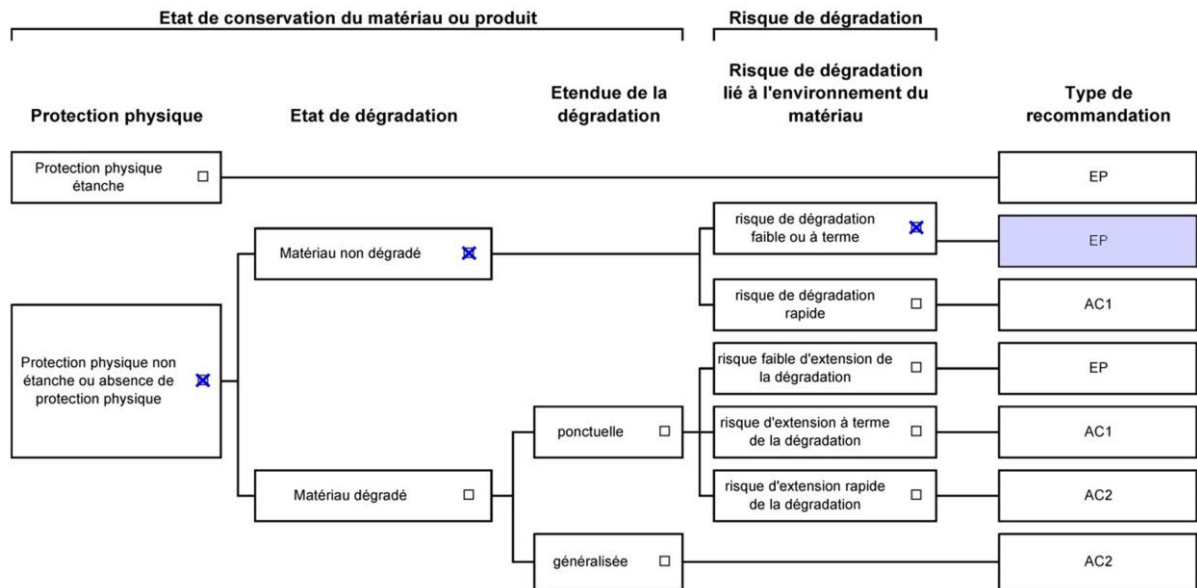 Etat de conservation du matériau ou produit
Risque de dégradation
Protection physique
Etat de dégradation
Etendue de la
dégradation
Risque de dégradation
lié à l'environnement du
matériau
Type de
recommandation
Protection physique
étanche
EP
Matériau non dégradé
risque de dégradation
faible ou à terme
EP
risque de dégradation
rapide
AC1
Protection physique non
étanche ou absence de
protection physique
risque faible d'extension de
la dégradation
EP
ponctuelle
risque d'extension à terme
de la dégradation
AC1
Matériau dégradé
risque d'extension rapide
de la dégradation
AC2
généralisée
AC2